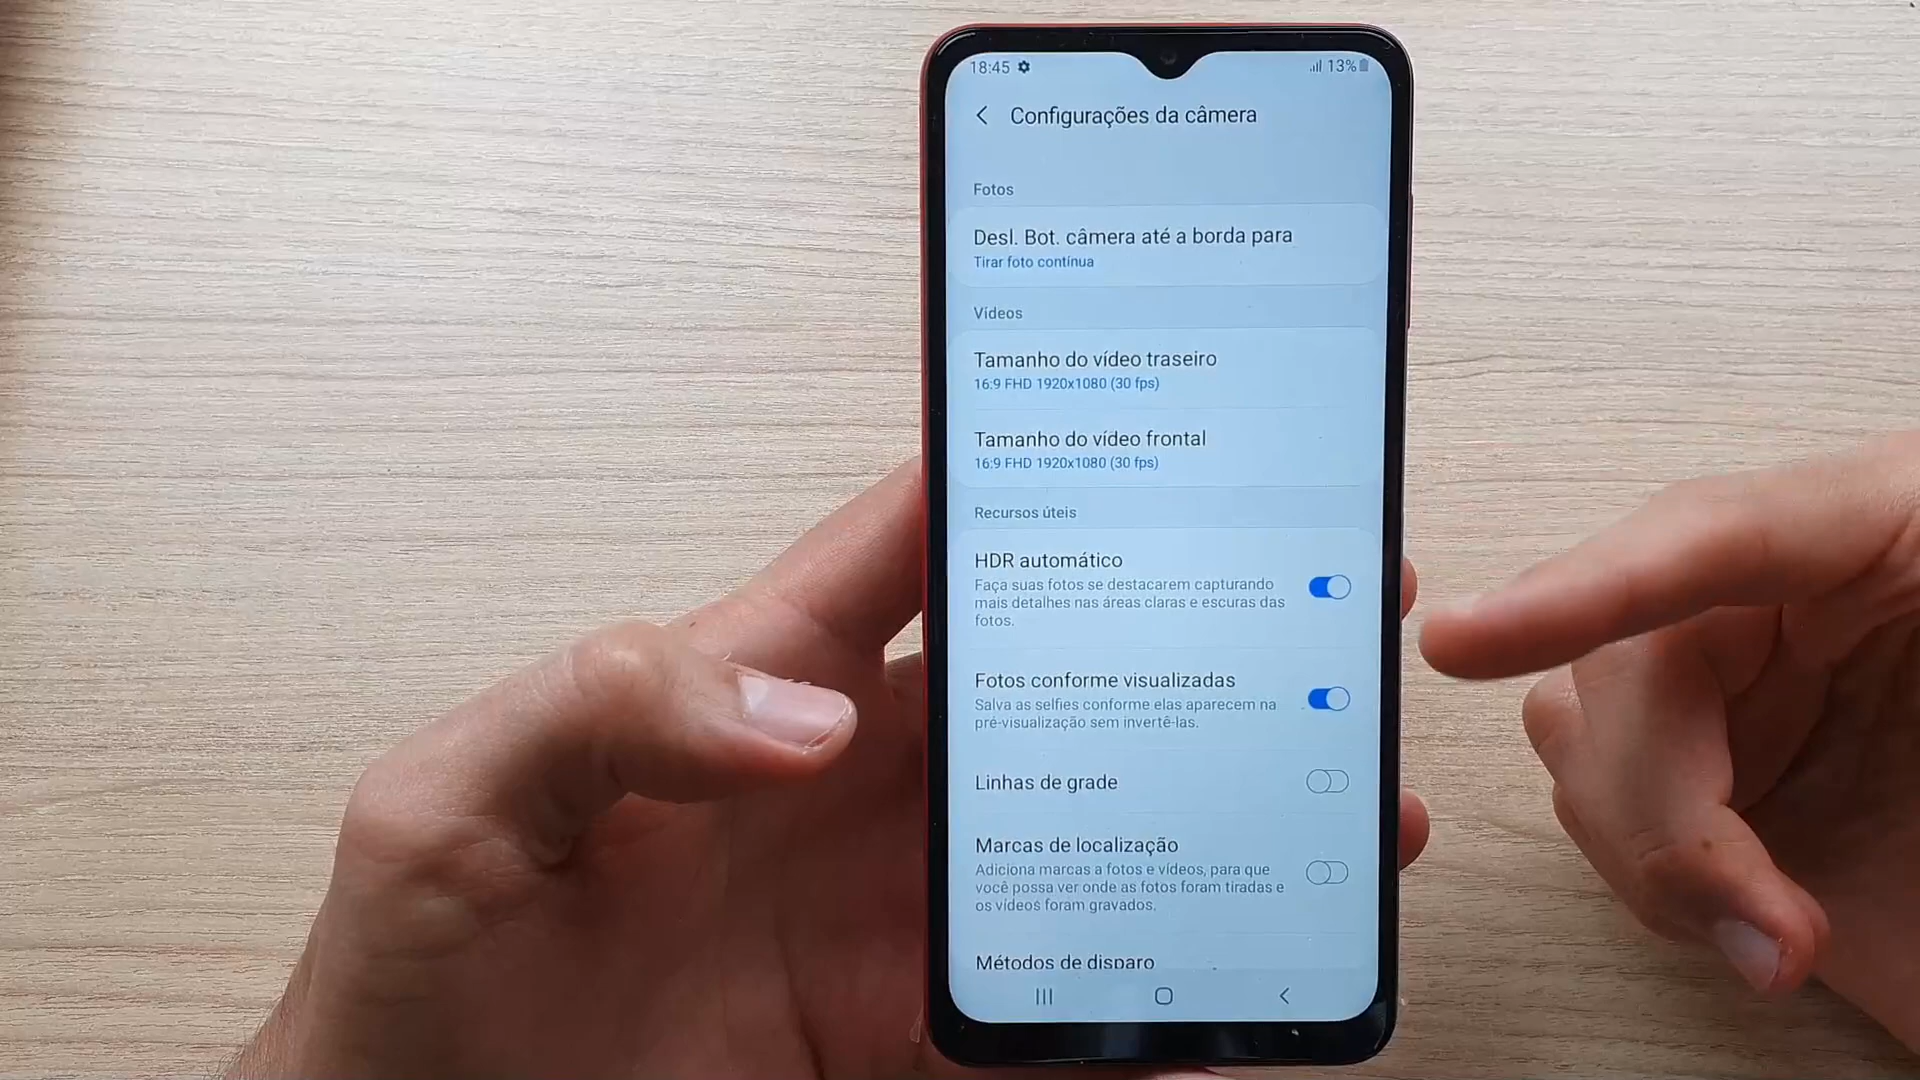 18:45
13%
Configurações da câmera
Fotos
Desl. Bot. câmera até a borda para
Tirar foto contínua
Vídeos
Tamanho do vídeo traseiro
16:9 FHD 1920x1080 (30 fps)
Tamanho do vídeo frontal
16:9 FHD 1920x1080 (30 fps)
Recursos úteis
HDR automático
Faça suas fotos se destacarem capturando
mais detalhes nas áreas claras e escuras das
fotos.
Fotos conforme visualizadas
Salva as selfies conforme elas aparecem na
pré-visualização sem invertê-las.
Linhas de grade
Marcas de localização
Adiciona marcas a fotos e vídeos, para que
você possa ver onde as fotos foram tiradas e
os vídeos foram gravados.
Métodos de disparo